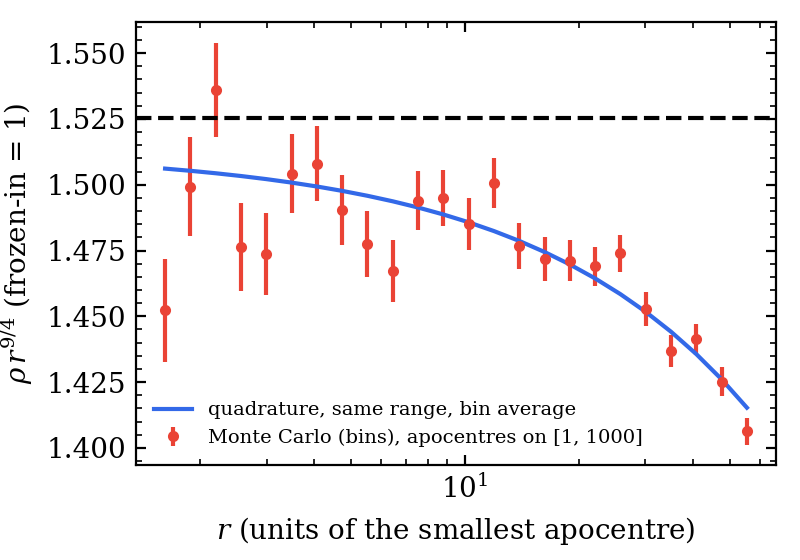 1.550
1.525
1.500
1.475
1.450
1.425
1.400
ρ r^{9/4} (frozen-in = 1)
quadrature, same range, bin average
Monte Carlo (bins), apocentres on [1, 1000]
10^1
r (units of the smallest apocentre)